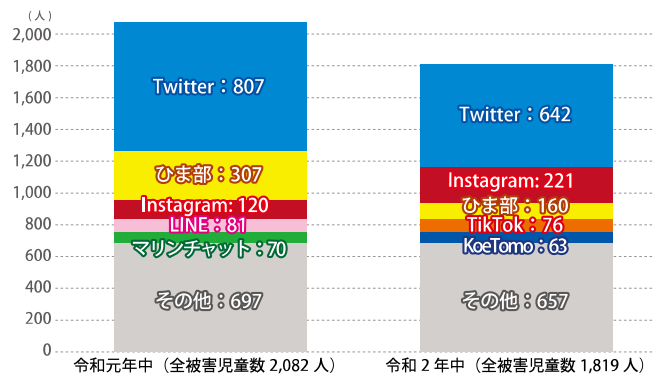 （人）
2,000
1,800
1,600
1,400
1,200
1,000
800
600
400
200
0
Twitter：807
ひま部：307
Instagram: 120
LINE：81
マリンチャット：70
その他：697
Twitter：642
Instagram: 221
ひま部：160
TikTok：76
KoeTomo：63
その他：657
令和元年中（全被害児童数 2,082 人）
令和 2 年中（全被害児童数 1,819 人）